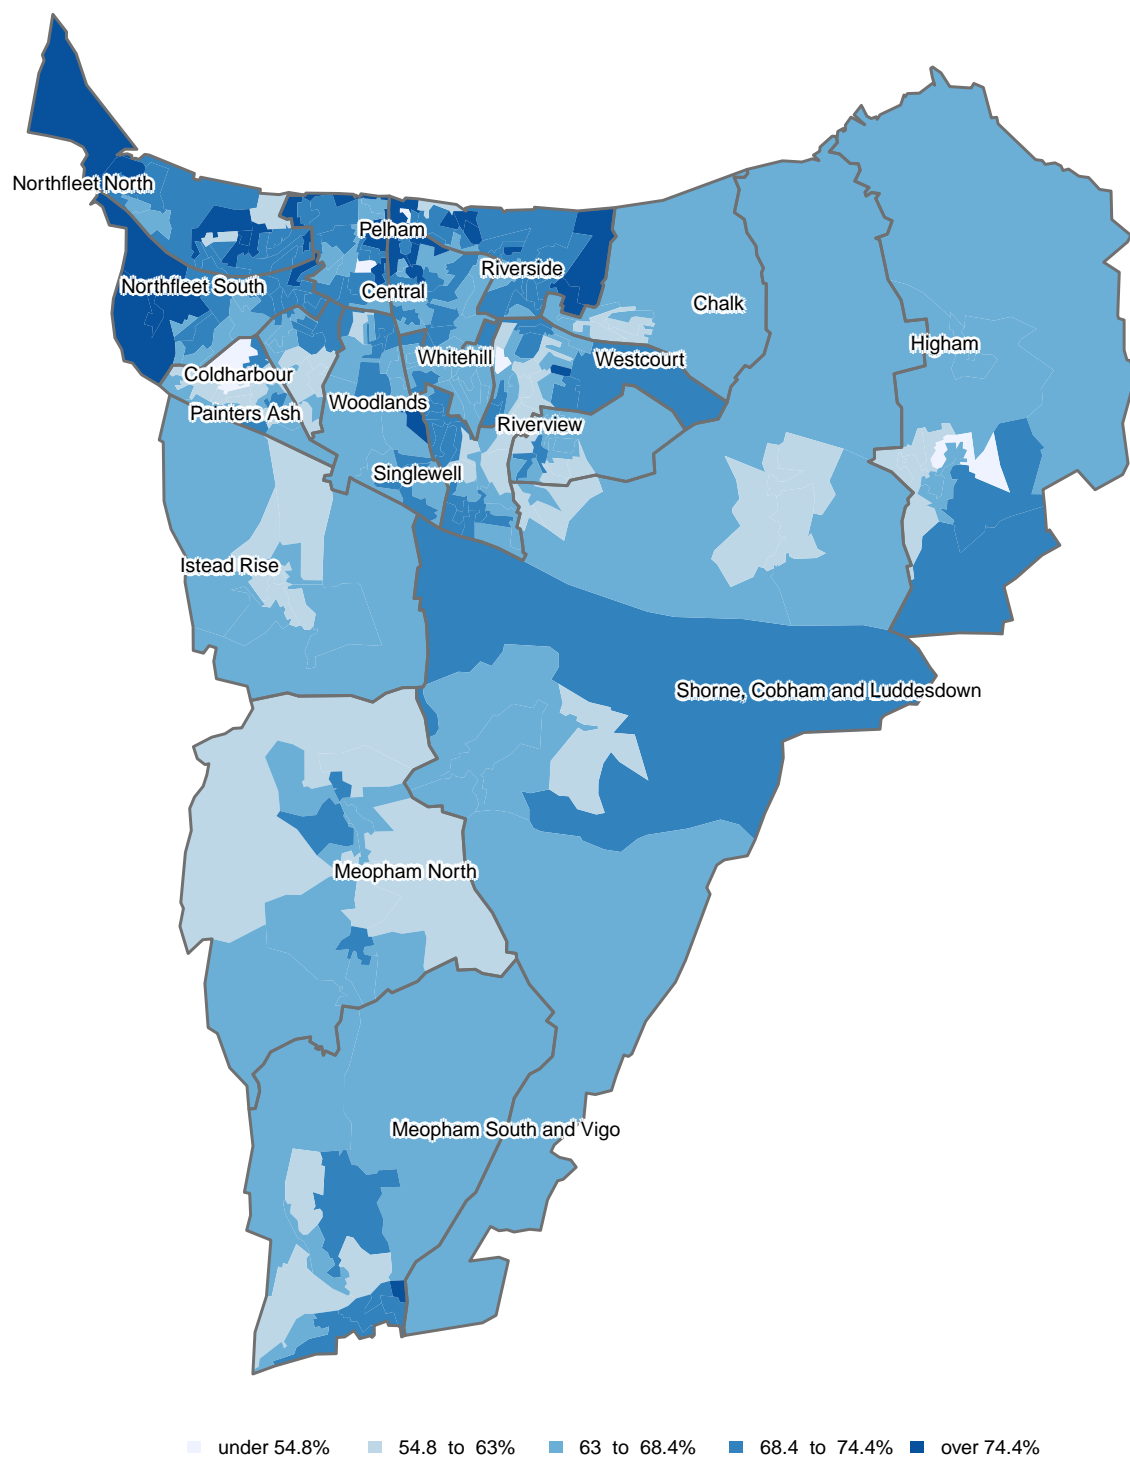 Northfleet North
Pelham
Riverside
Northfleet South
Central
Chalk
Higham
Whitehill
Westcourt
Coldharbour
Woodlands
Painters Ash
Riverview
Singlewell
Istead Rise
Shorne, Cobham and Luddesdown
Meopham North
Meopham South and Vigo
under 54.8% 54.8 to 63% 63 to 68.4% 68.4 to 74.4% over 74.4%